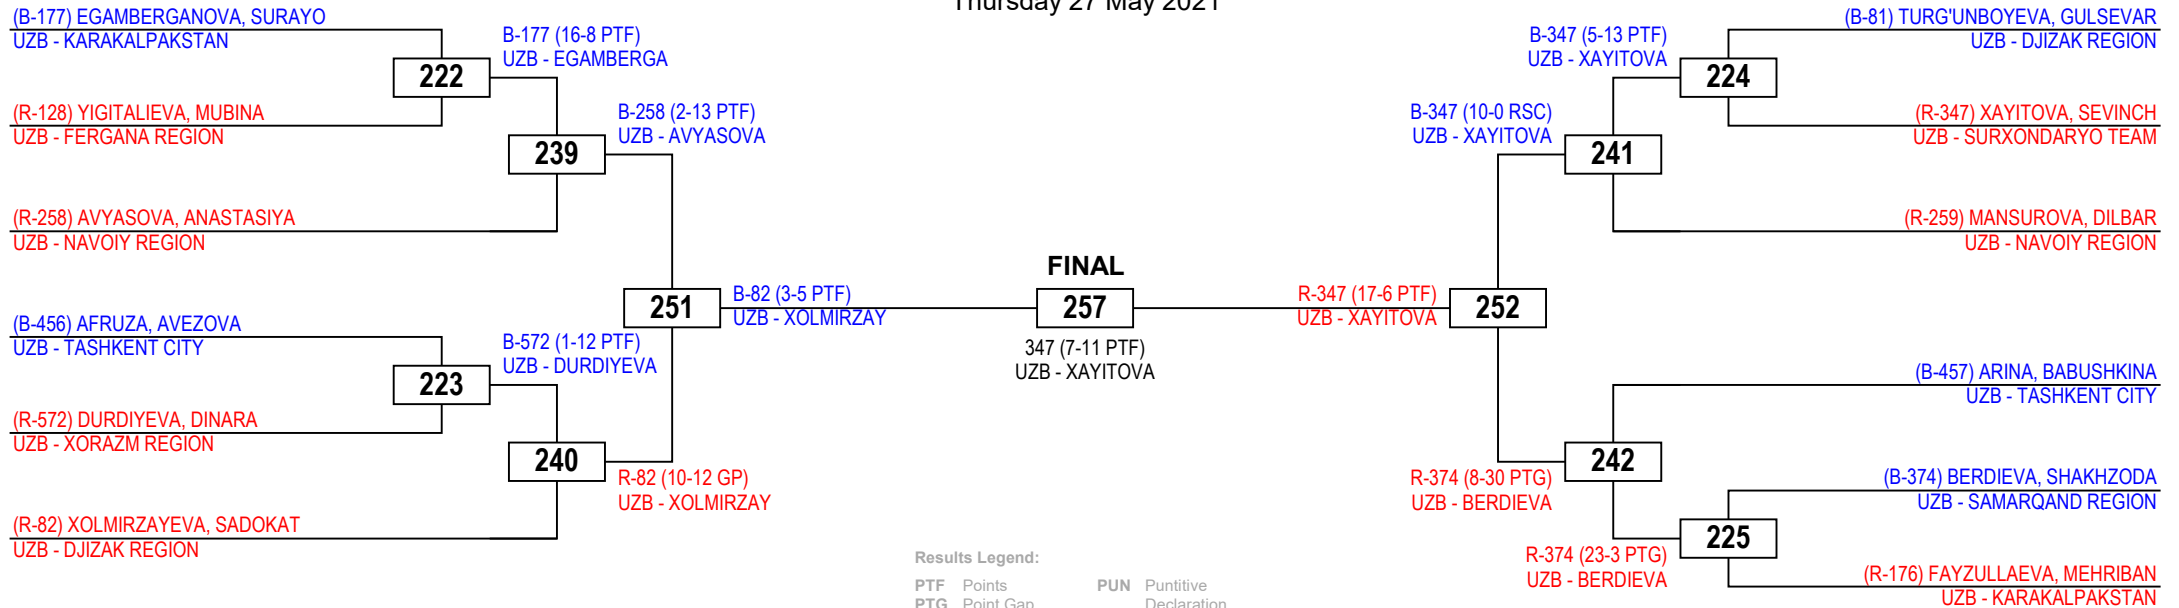 Thursday 27 May 2021
(B-177) EGAMBERGANOVA, SURAYO
UZB - KARAKALPAKSTAN
B-177 (16-8 PTF)
UZB - EGAMBERGA
222
(R-128) YIGITALIEVA, MUBINA
UZB - FERGANA REGION
B-258 (2-13 PTF)
UZB - AVYASOVA
239
(R-258) AVYASOVA, ANASTASIYA
UZB - NAVOIY REGION
251
B-82 (3-5 PTF)
UZB - XOLMIRZAY
(B-456) AFRUZA, AVEZOVA
UZB - TASHKENT CITY
B-572 (1-12 PTF)
UZB - DURDIYEVA
223
(R-572) DURDIYEVA, DINARA
UZB - XORAZM REGION
240
R-82 (10-12 GP)
UZB - XOLMIRZAY
(R-82) XOLMIRZAYEVA, SADOKAT
UZB - DJIZAK REGION
FINAL
257
347 (7-11 PTF)
UZB - XAYITOVA
(B-81) TURG'UNBOYEVA, GULSEVAR
UZB - DJIZAK REGION
B-347 (5-13 PTF)
UZB - XAYITOVA
224
(R-347) XAYITOVA, SEVINCH
UZB - SURXONDARYO TEAM
B-347 (10-0 RSC)
UZB - XAYITOVA
241
(R-259) MANSUROVA, DILBAR
UZB - NAVOIY REGION
R-347 (17-6 PTF)
UZB - XAYITOVA
252
(B-457) ARINA, BABUSHKINA
UZB - TASHKENT CITY
242
R-374 (8-30 PTG)
UZB - BERDIEVA
(B-374) BERDIEVA, SHAKHZODA
UZB - SAMARQAND REGION
225
R-374 (23-3 PTG)
UZB - BERDIEVA
(R-176) FAYZULLAEVA, MEHRIBAN
UZB - KARAKALPAKSTAN
Results Legend:
PTF Points PUN Puntitive
PTG Point Gap Declaration